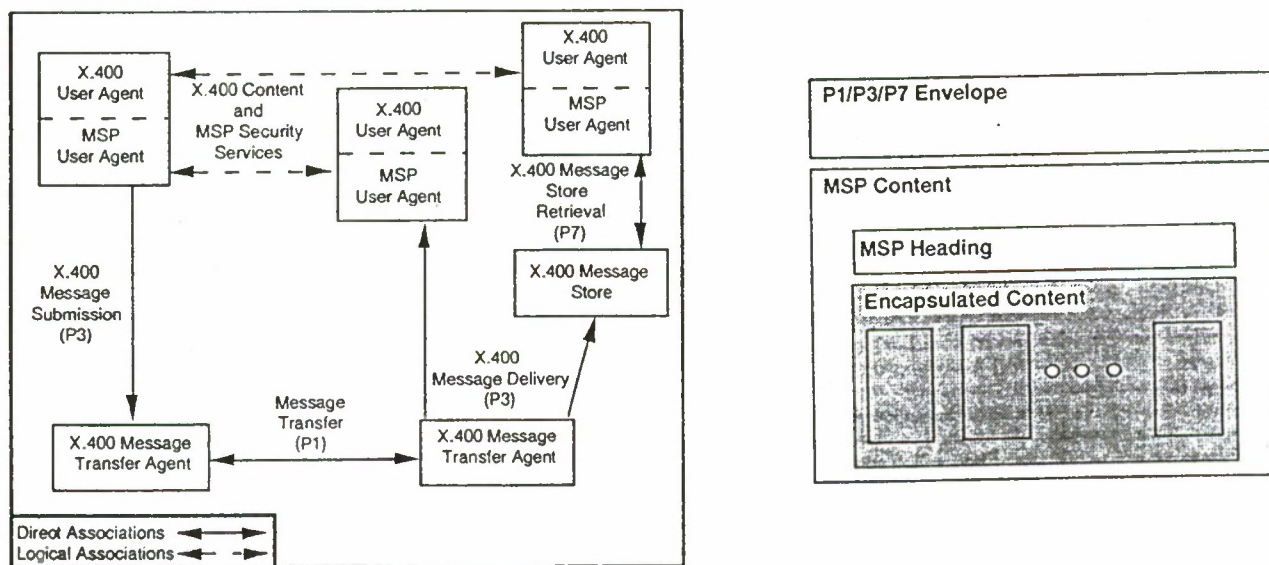 X.400
User Agent
MSP
User Agent
X.400 Content
and
MSP Security
Services
X.400
User Agent
MSP
User Agent
X.400
User Agent
MSP
User Agent
X.400 Message
Store
Retrieval
(P7)
X.400 Message
Store
X.400
Message
Submission
(P3)
X.400
Message Delivery
(P3)
Message
Transfer
(P1)
X.400 Message
Transfer Agent
X.400 Message
Transfer Agent
Direct Associations
Logical Associations
P1/P3/P7 Envelope
MSP Content
MSP Heading
Encapsulated Content